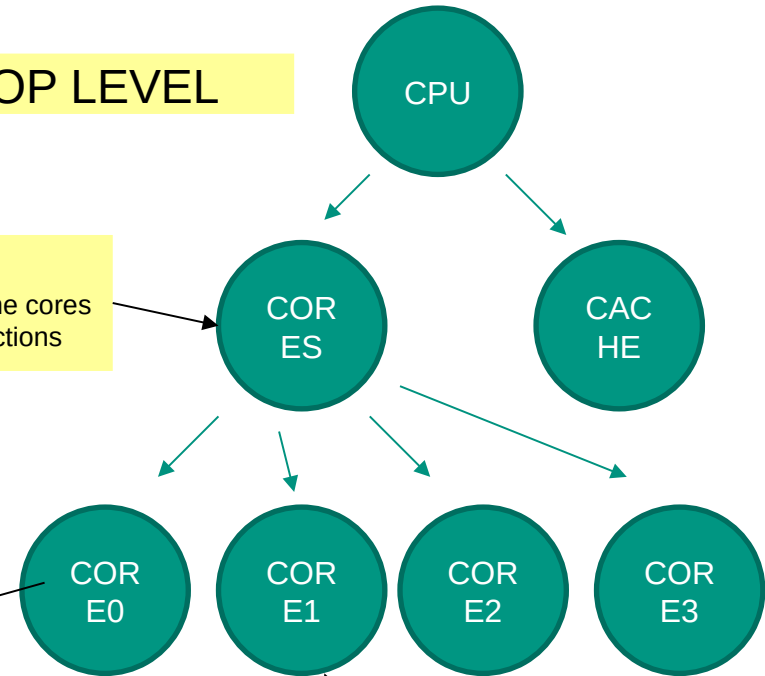 OP LEVEL
CPU
e cores
ctions
COR
ES
CAC
HE
COR
E0
COR
E1
COR
E2
COR
E3